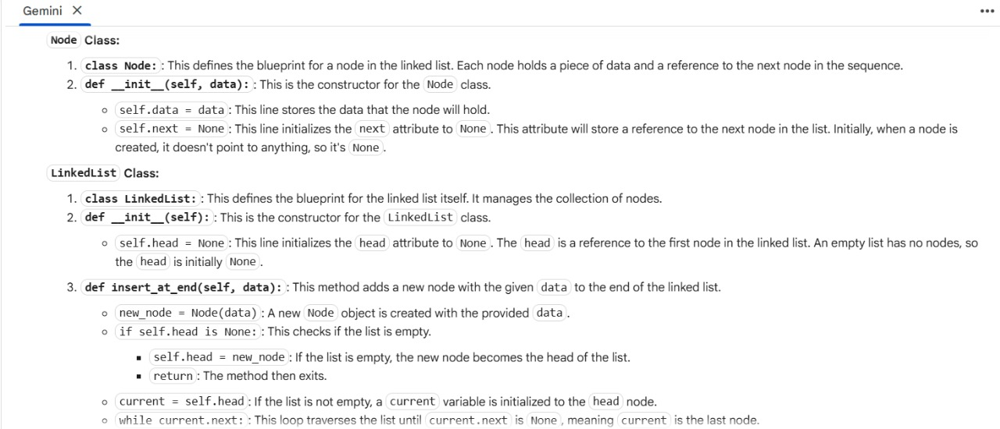 Gemini
Node Class:
1. class Node: : This defines the blueprint for a node in the linked list. Each node holds a piece of data and a reference to the next node in the sequence.
2. def __init__(self, data): : This is the constructor for the Node class.
self.data = data : This line stores the data that the node will hold.
self.next = None : This line initializes the next attribute to None . This attribute will store a reference to the next node in the list. Initially, when a node is
created, it doesn't point to anything, so it's None .
LinkedList Class:
1. class LinkedList: : This defines the blueprint for the linked list itself. It manages the collection of nodes.
2. def __init__(self): : This is the constructor for the LinkedList class.
self.head = None : This line initializes the head attribute to None . The head is a reference to the first node in the linked list. An empty list has no nodes, so
the head is initially None .
3. def insert_at_end(self, data): : This method adds a new node with the given data to the end of the linked list.
new_node = Node(data) : A new Node object is created with the provided data .
if self.head is None: : This checks if the list is empty.
self.head = new_node : If the list is empty, the new node becomes the head of the list.
return : The method then exits.
current = self.head : If the list is not empty, a current variable is initialized to the head node.
while current.next: : This loop traverses the list until current.next is None , meaning current is the last node.